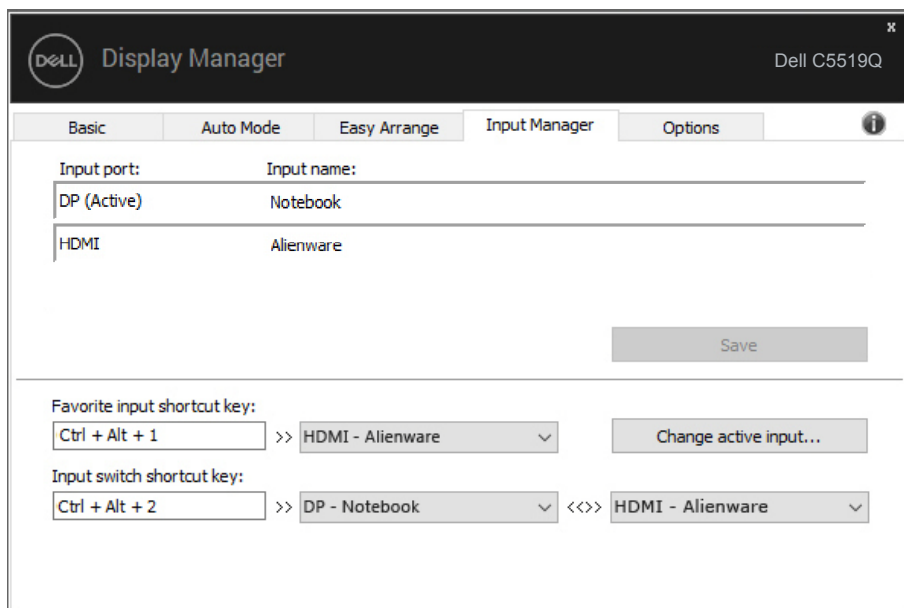 x
DELL Display Manager Dell C5519Q
Basic Auto Mode Easy Arrange Input Manager Options i
Input port: Input name:
DP (Active) Notebook
HDMI Alienware
Save
Favorite input shortcut key:
Ctrl + Alt + 1 >> HDMI - Alienware Change active input...
Input switch shortcut key:
Ctrl + Alt + 2 >> DP - Notebook <<>> HDMI - Alienware